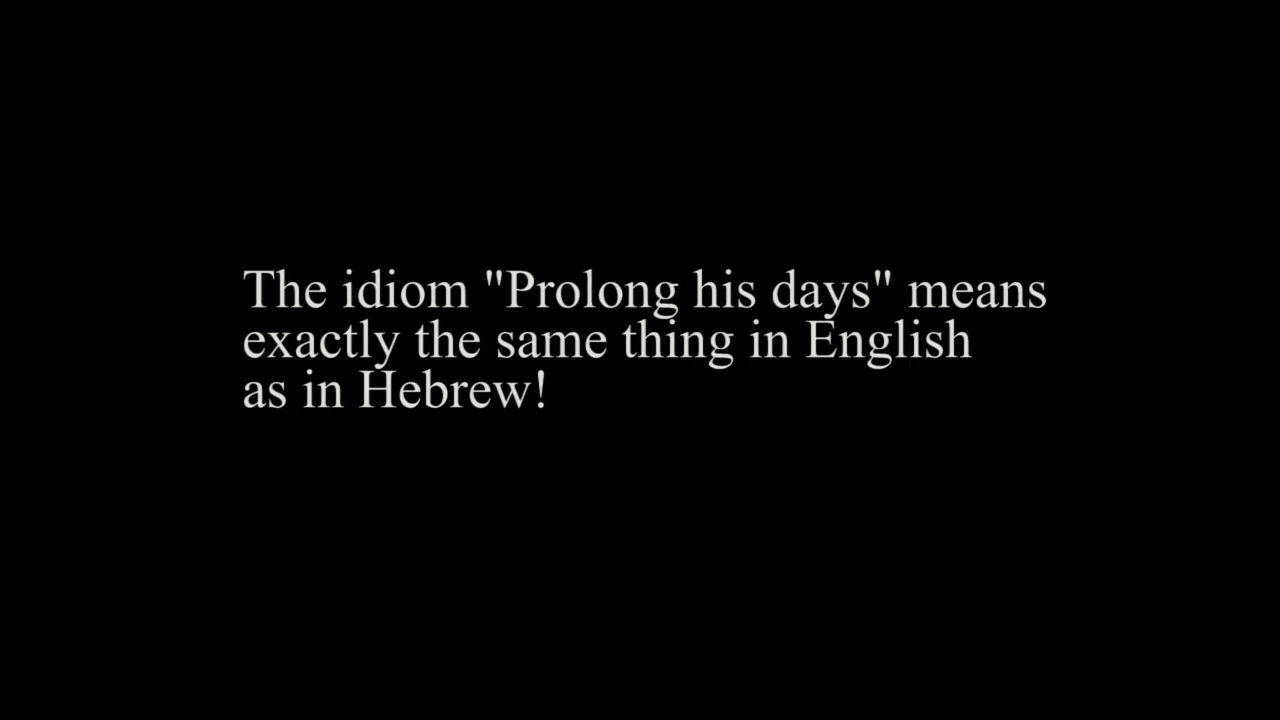 The idiom "Prolong his days" means
exactly the same thing in English
as in Hebrew!